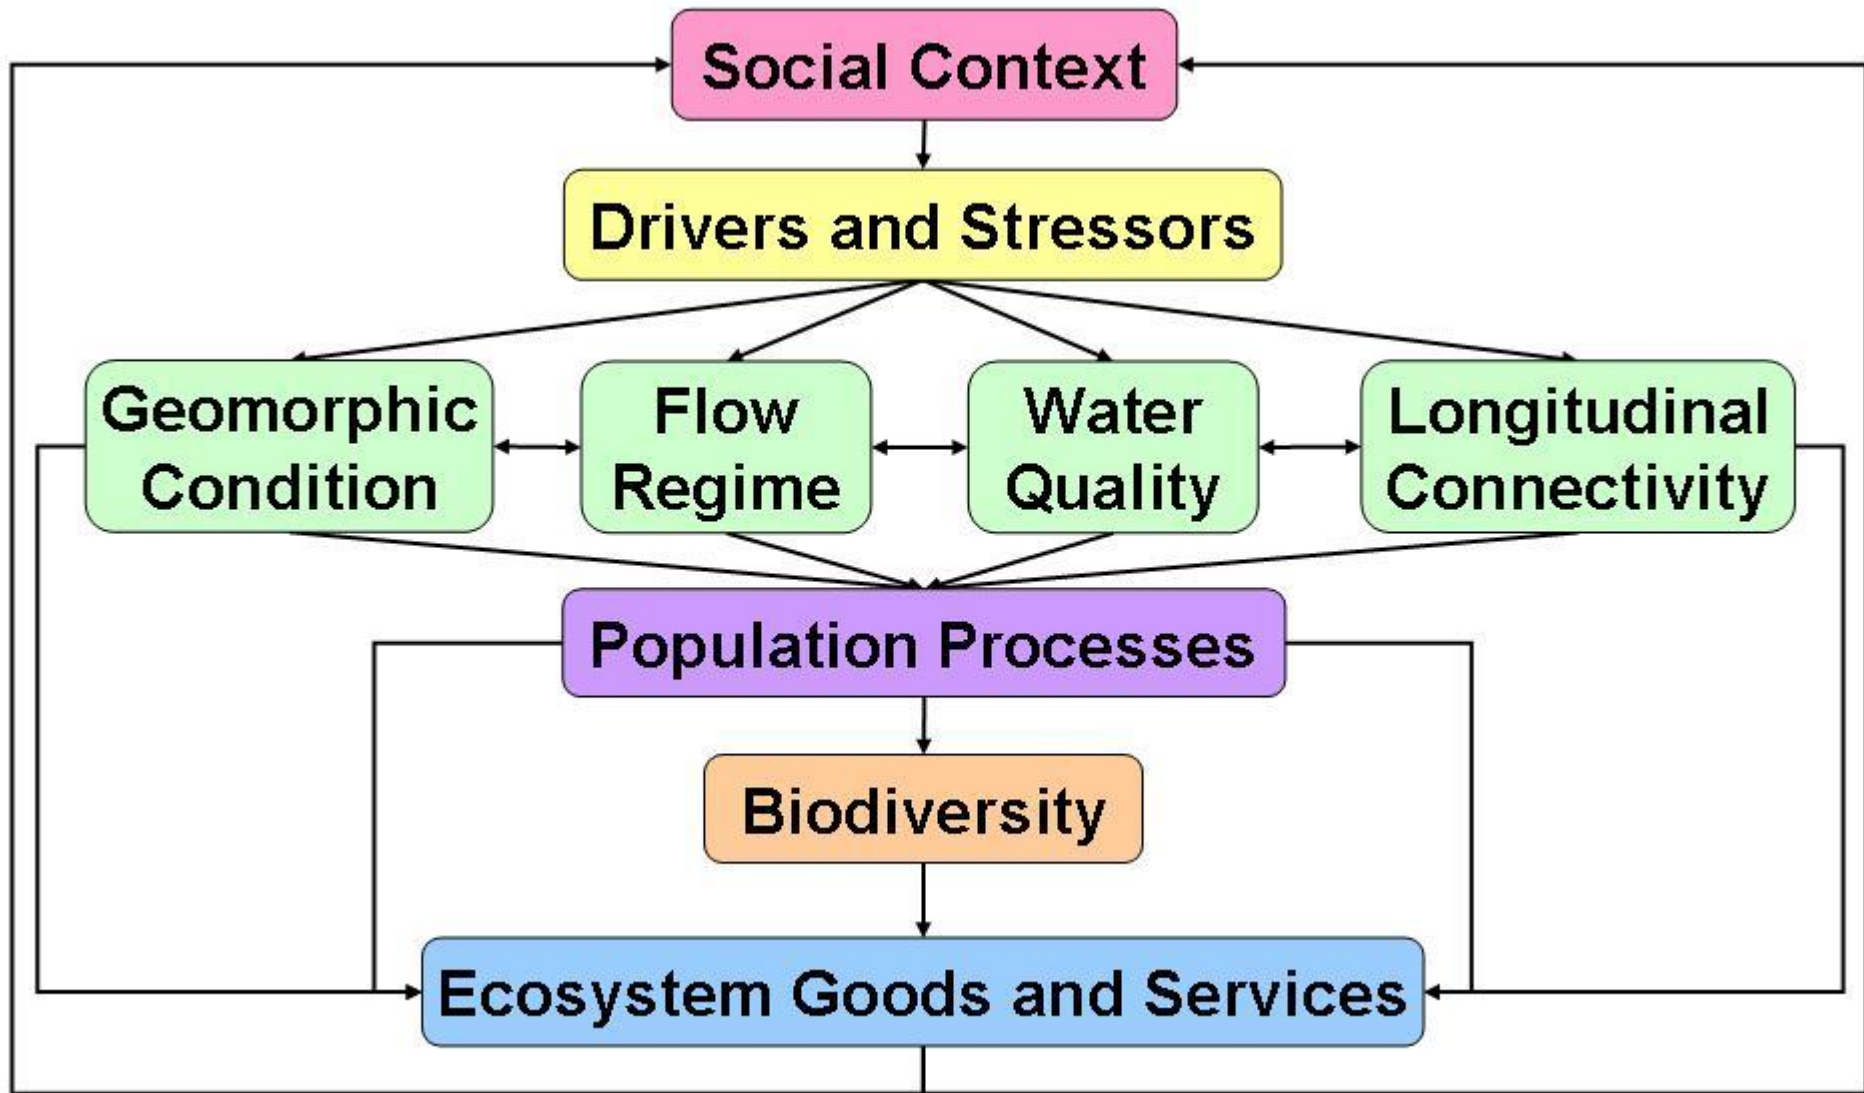 Social Context
Drivers and Stressors
Geomorphic
Condition
Flow
Regime
Water
Quality
Longitudinal
Connectivity
Population Processes
Biodiversity
Ecosystem Goods and Services